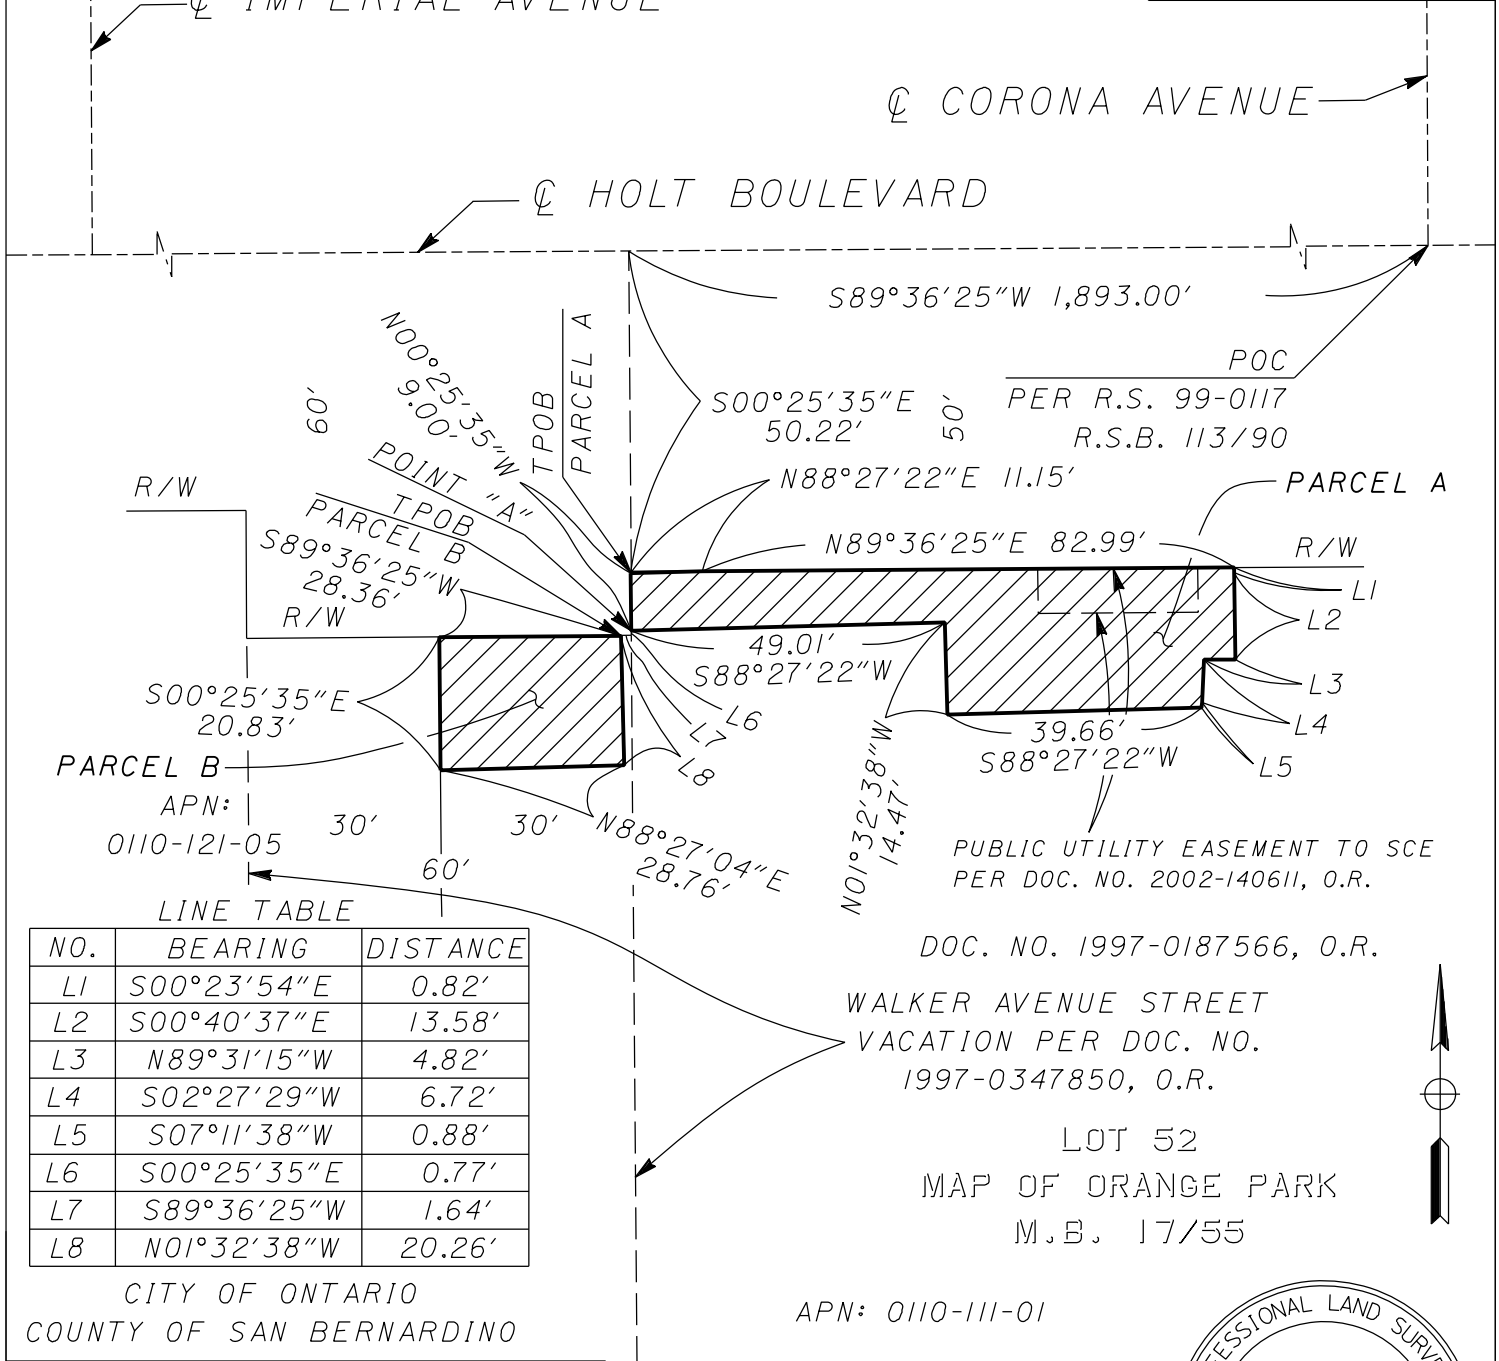 ℄ IMPERIAL AVENUE
℄ CORONA AVENUE
℄ HOLT BOULEVARD
S89°36'25"W 1,893.00'
POC
PER R.S. 99-0117
R.S.B. 113/90
N00°25'35"W
9.00'
60'
TPOB
PARCEL A
S00°25'35"E
50.22'
50'
POINT "A"
TPOB
PARCEL B
N88°27'22"E 11.15'
PARCEL A
R/W
S89°36'25"W
28.36'
N89°36'25"E 82.99'
R/W
L1
R/W
L2
49.01'
S88°27'22"W
L3
S00°25'35"E
20.83'
L6
L7
L8
L4
39.66'
S88°27'22"W
L5
PARCEL B
APN:
0110-121-05
30'
30'
60'
N88°27'04"E
28.76'
N01°32'38"W
14.47'
PUBLIC UTILITY EASEMENT TO SCE
PER DOC. NO. 2002-140611, O.R.
LINE TABLE
NO. BEARING DISTANCE
L1 S00°23'54"E 0.82'
L2 S00°40'37"E 13.58'
L3 N89°31'15"W 4.82'
L4 S02°27'29"W 6.72'
L5 S07°11'38"W 0.88'
L6 S00°25'35"E 0.77'
L7 S89°36'25"W 1.64'
L8 N01°32'38"W 20.26'
DOC. NO. 1997-0187566, O.R.
WALKER AVENUE STREET
VACATION PER DOC. NO.
1997-0347850, O.R.
LOT 52
MAP OF ORANGE PARK
M.B. 17/55
CITY OF ONTARIO
COUNTY OF SAN BERNARDINO
APN: 0110-111-01
ESSIONAL LAND SURVE